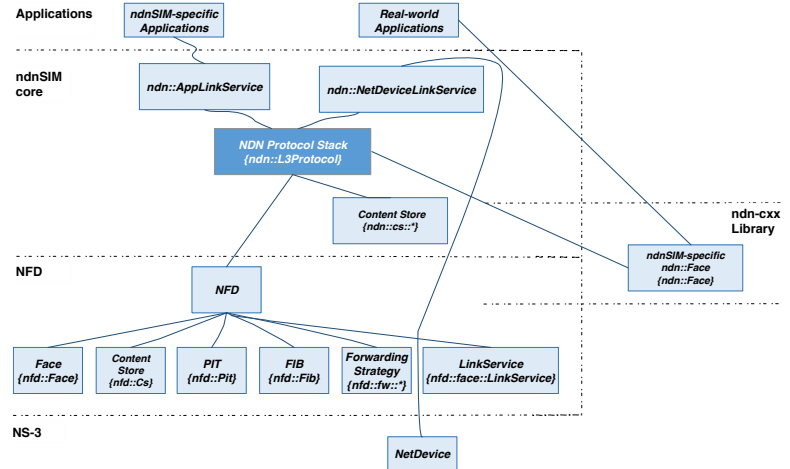 Applications
ndnSIM-specific
Applications
Real-world
Applications
ndnSIM
core
ndn::AppLinkService
ndn::NetDeviceLinkService
NDN Protocol Stack
{ndn::L3Protocol}
Content Store
{ndn::cs::*}
ndn-cxx
Library
ndnSIM-specific
ndn::Face
{ndn::Face}
NFD
NFD
Face
{nfd::Face}
Content
Store
{nfd::Cs}
PIT
{nfd::Pit}
FIB
{nfd::Fib}
Forwarding
Strategy
{nfd::fw::*}
LinkService
{nfd::face::LinkService}
NS-3
NetDevice